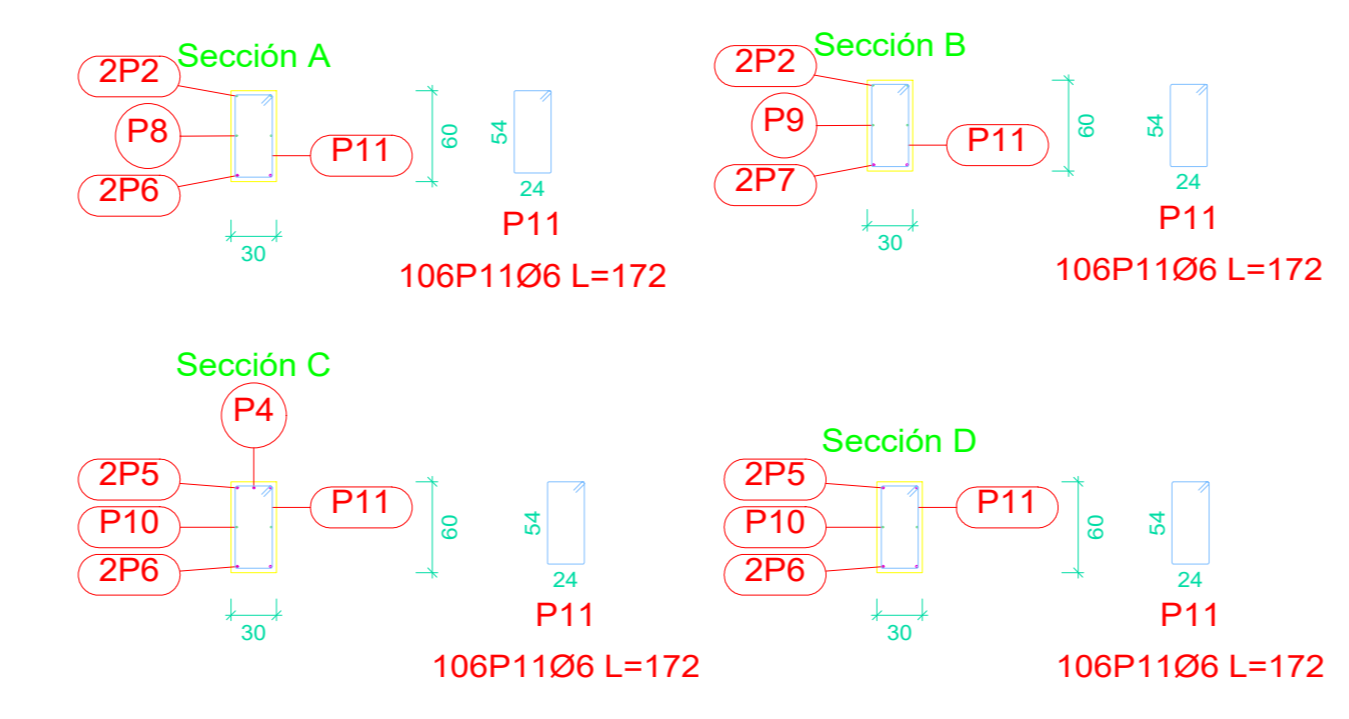 Sección A
2P2
P8
2P6
P11
60
30
54
24
P11
106P11Ø6 L=172
Sección B
2P2
P9
2P7
P11
60
30
54
24
P11
106P11Ø6 L=172
Sección C
P4
2P5
P10
2P6
P11
60
30
54
24
P11
106P11Ø6 L=172
Sección D
2P5
P10
2P6
P11
60
30
54
24
P11
106P11Ø6 L=172